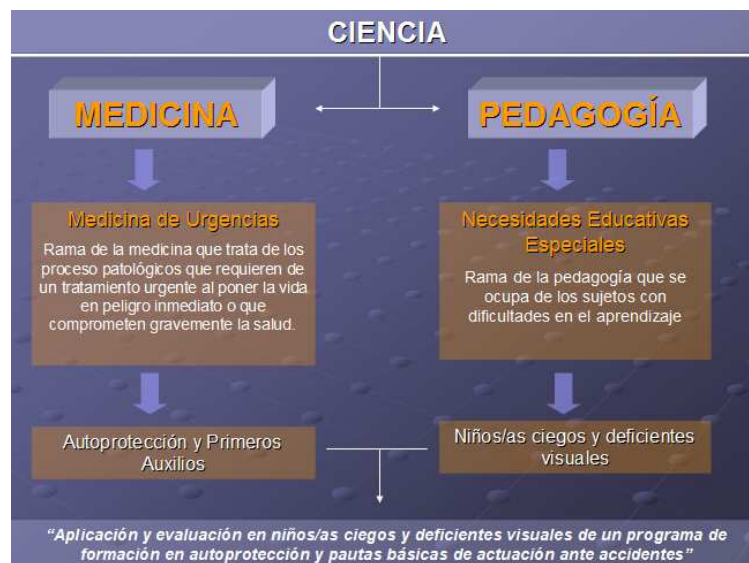 CIENCIA
MEDICINA
PEDAGOGÍA
Medicina de Urgencias
Rama de la medicina que trata de los
proceso patológicos que requieren de
un tratamiento urgente al poner la vida
en peligro inmediato o que
comprometen gravemente la salud.
Necesidades Educativas
Especiales
Rama de la pedagogía que se
ocupa de los sujetos con
dificultades en el aprendizaje
Autoprotección y Primeros
Auxilios
Niños/as ciegos y deficientes
visuales
“Aplicación y evaluación en niños/as ciegos y deficientes visuales de un programa de
formación en autoprotección y pautas básicas de actuación ante accidentes”